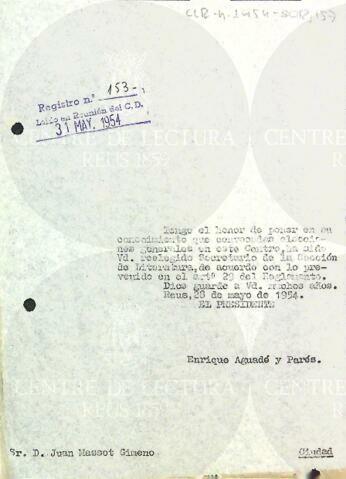 Registro n.º 153-
Leído en Reunión del C.D.
31 MAY. 1954
CENTRE DE LECTURA
REUS 1859
CENTRE
REUS
Tengo el honor de poner en su
conocimiento que convocadas eleccio-
nes generales en este Centro, ha sido
Vd. reelegido Secretario de la Sección
de Literatura, de acuerdo con lo pre-
venido en el artº 29 del Reglamento.
Dios guarde a Vd. muchos años.
Reus, 28 de mayo de 1954.
EL PRESIDENTE
Enrique Aguadé y Parés.
CENTRE DE LECTURA
REUS 1859
CENTRE
REUS
Sr. D. Juan Massot Gimeno
Ciudad